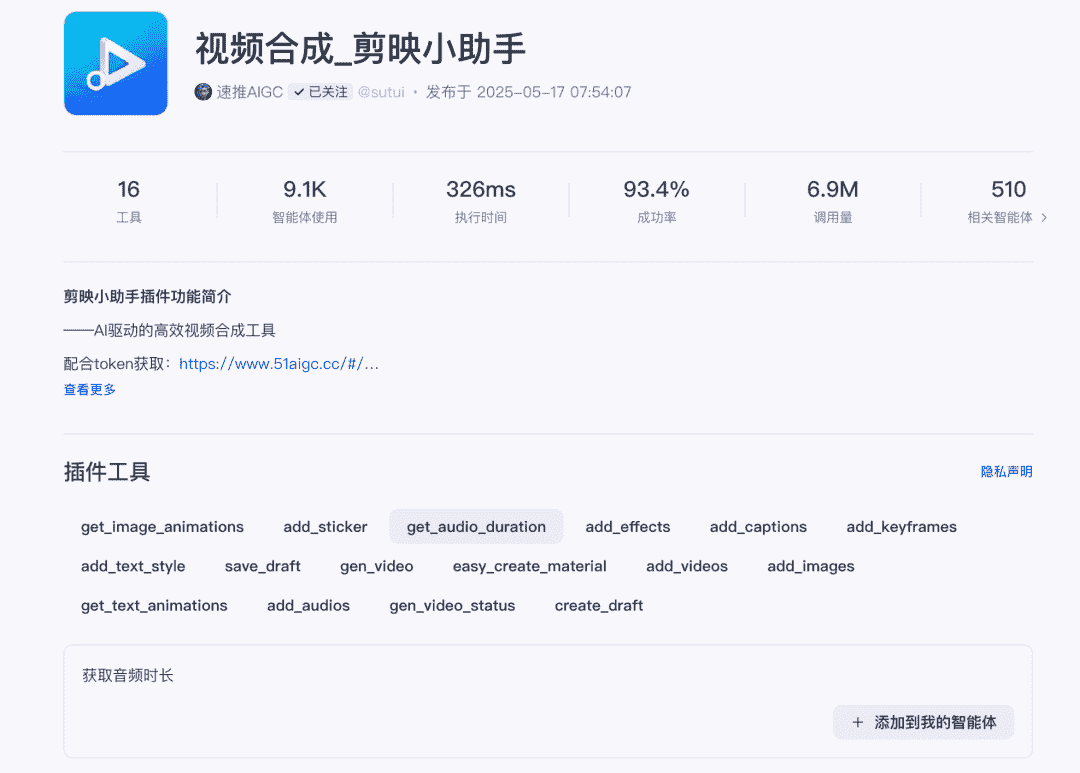 视频合成_剪映小助手
速推AIGC ✓ 已关注 @sutui • 发布于 2025-05-17 07:54:07
16 9.1K 326ms 93.4% 6.9M 510
工具 智能体使用 执行时间 成功率 调用量 相关智能体 >
剪映小助手插件功能简介
——AI驱动的高效视频合成工具
配合token获取：https://www.51aigc.cc/#/...
查看更多
插件工具 隐私声明
get_image_animations add_sticker get_audio_duration add_effects add_captions add_keyframes
add_text_style save_draft gen_video easy_create_material add_videos add_images
get_text_animations add_audios gen_video_status create_draft
获取音频时长
+ 添加到我的智能体